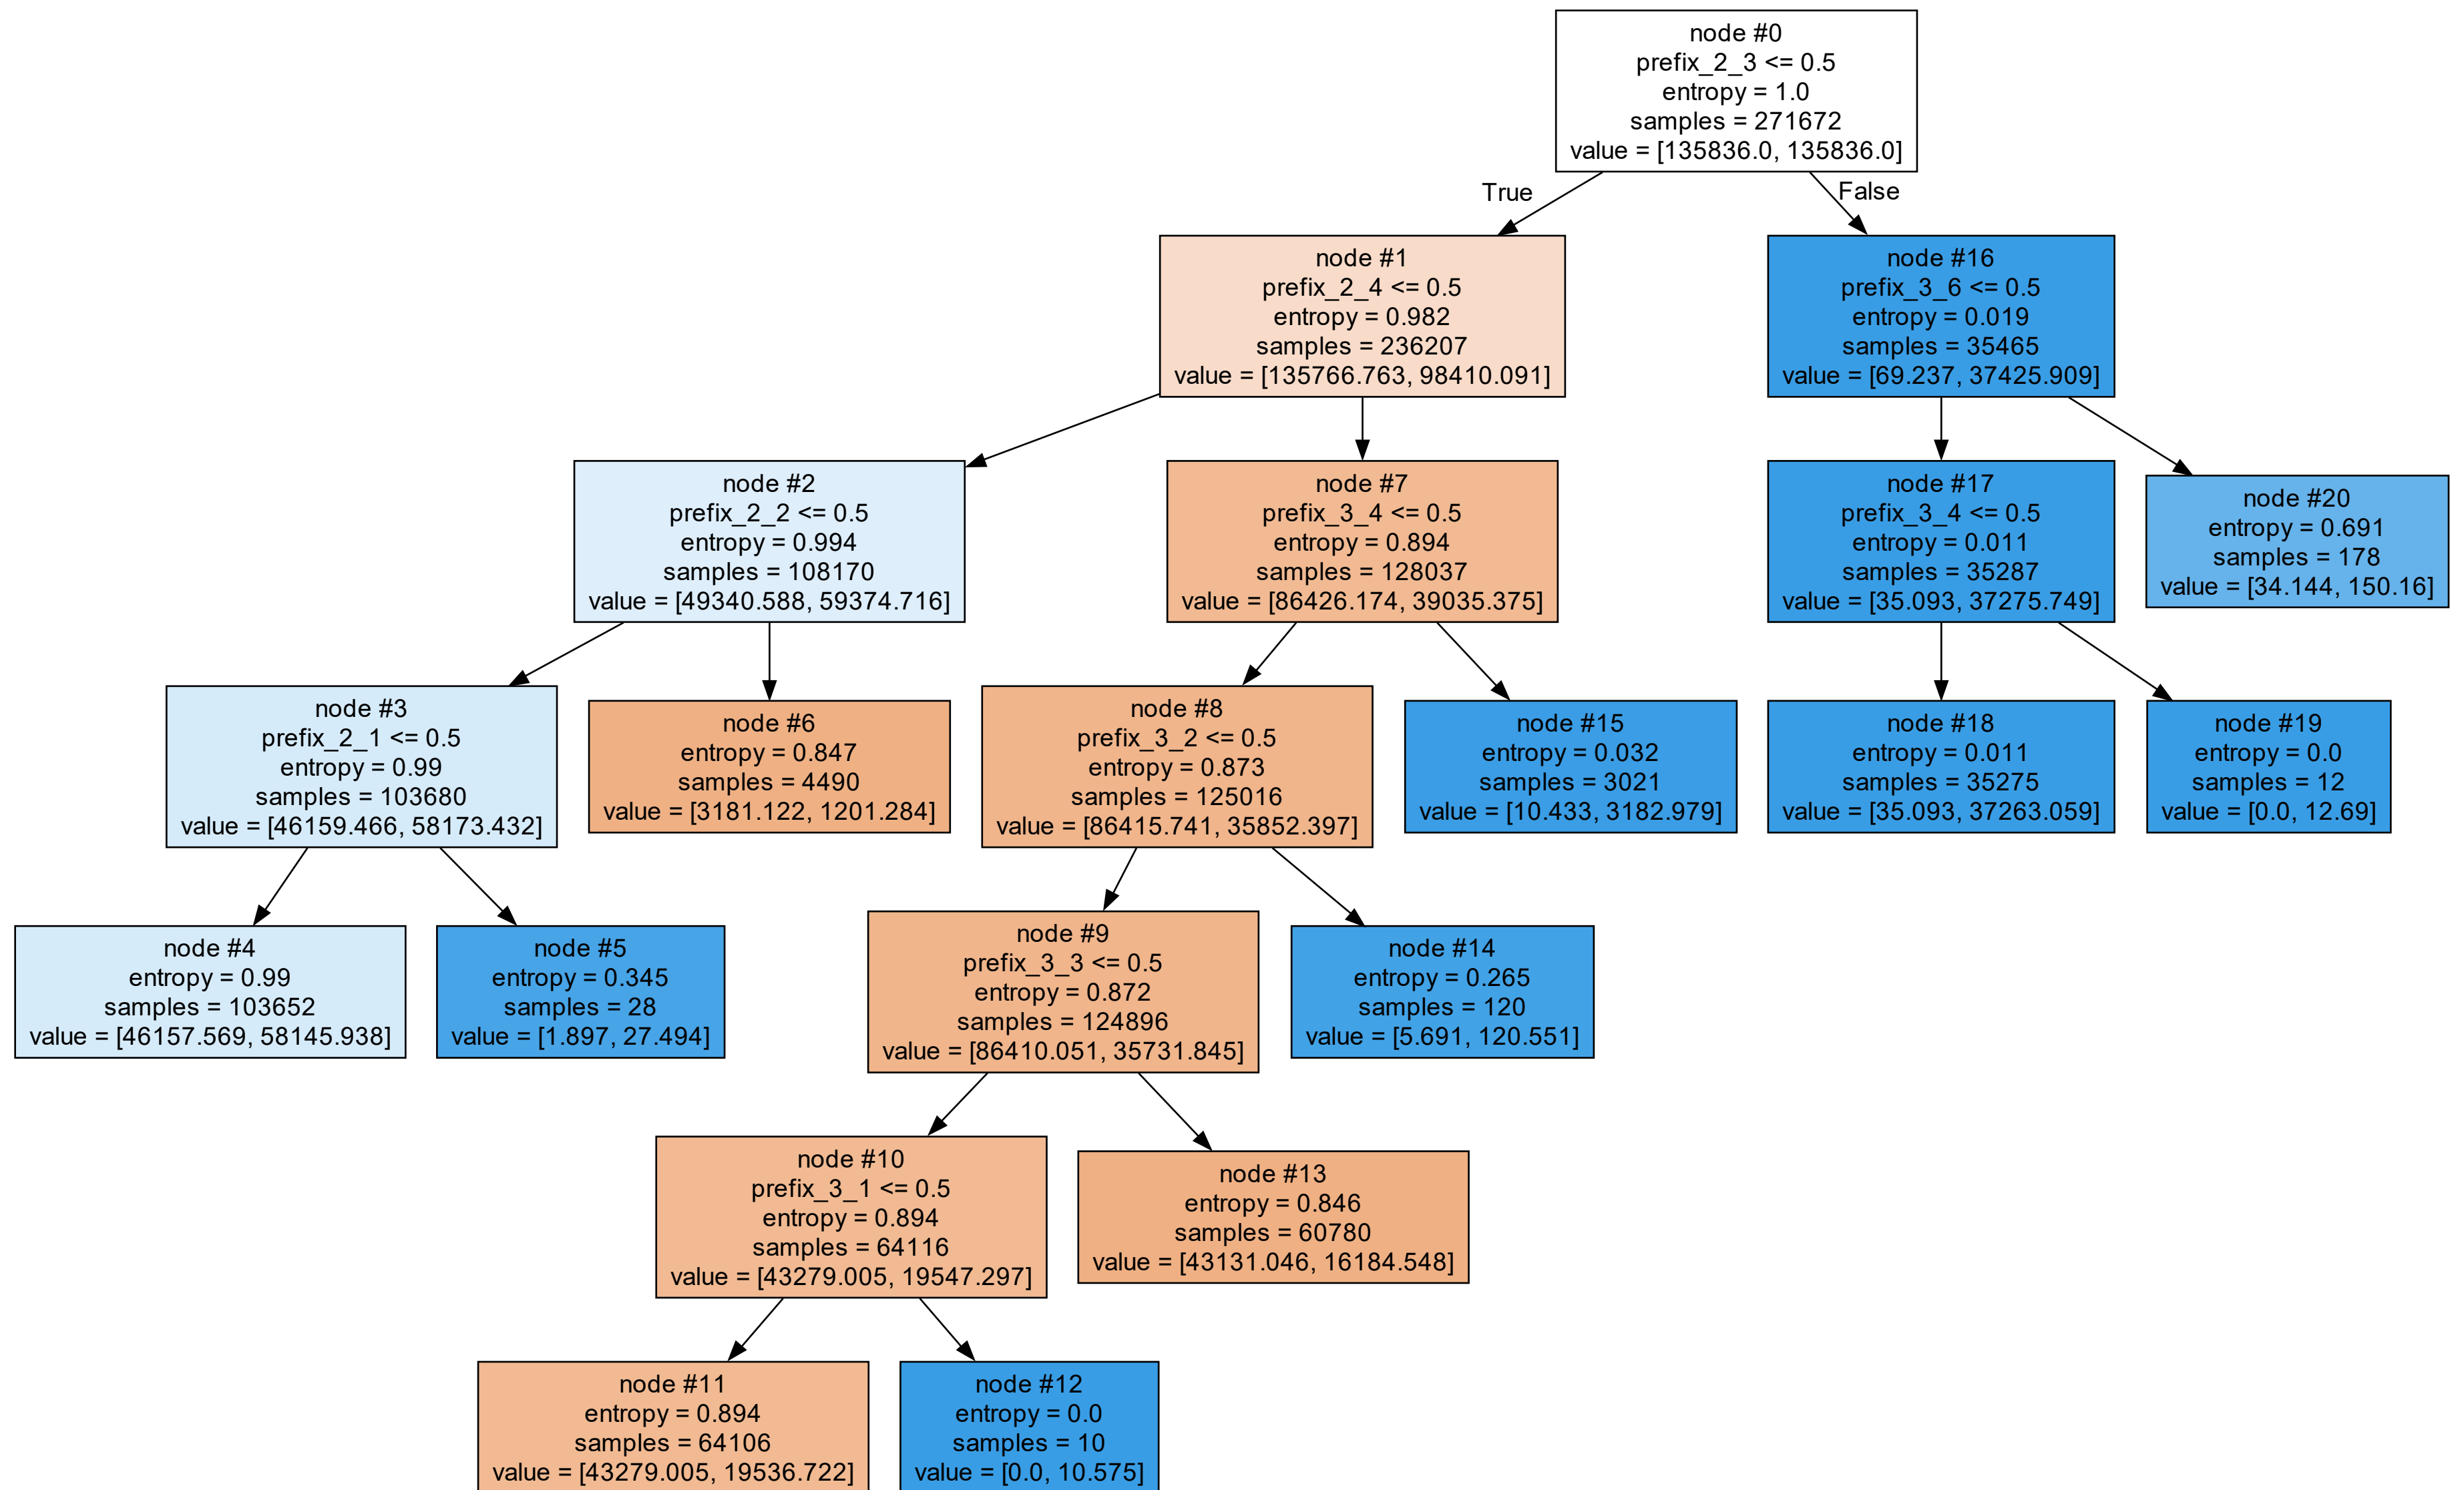 node #0
prefix_2_3 <= 0.5
entropy = 1.0
samples = 271672
value = [135836.0, 135836.0]
True
False
node #1
prefix_2_4 <= 0.5
entropy = 0.982
samples = 236207
value = [135766.763, 98410.091]
node #16
prefix_3_6 <= 0.5
entropy = 0.019
samples = 35465
value = [69.237, 37425.909]
node #2
prefix_2_2 <= 0.5
entropy = 0.994
samples = 108170
value = [49340.588, 59374.716]
node #7
prefix_3_4 <= 0.5
entropy = 0.894
samples = 128037
value = [86426.174, 39035.375]
node #17
prefix_3_4 <= 0.5
entropy = 0.011
samples = 35287
value = [35.093, 37275.749]
node #20
entropy = 0.691
samples = 178
value = [34.144, 150.16]
node #3
prefix_2_1 <= 0.5
entropy = 0.99
samples = 103680
value = [46159.466, 58173.432]
node #6
entropy = 0.847
samples = 4490
value = [3181.122, 1201.284]
node #8
prefix_3_2 <= 0.5
entropy = 0.873
samples = 125016
value = [86415.741, 35852.397]
node #15
entropy = 0.032
samples = 3021
value = [10.433, 3182.979]
node #18
entropy = 0.011
samples = 35275
value = [35.093, 37263.059]
node #19
entropy = 0.0
samples = 12
value = [0.0, 12.69]
node #4
entropy = 0.99
samples = 103652
value = [46157.569, 58145.938]
node #5
entropy = 0.345
samples = 28
value = [1.897, 27.494]
node #9
prefix_3_3 <= 0.5
entropy = 0.872
samples = 124896
value = [86410.051, 35731.845]
node #14
entropy = 0.265
samples = 120
value = [5.691, 120.551]
node #10
prefix_3_1 <= 0.5
entropy = 0.894
samples = 64116
value = [43279.005, 19547.297]
node #13
entropy = 0.846
samples = 60780
value = [43131.046, 16184.548]
node #11
entropy = 0.894
samples = 64106
value = [43279.005, 19536.722]
node #12
entropy = 0.0
samples = 10
value = [0.0, 10.575]